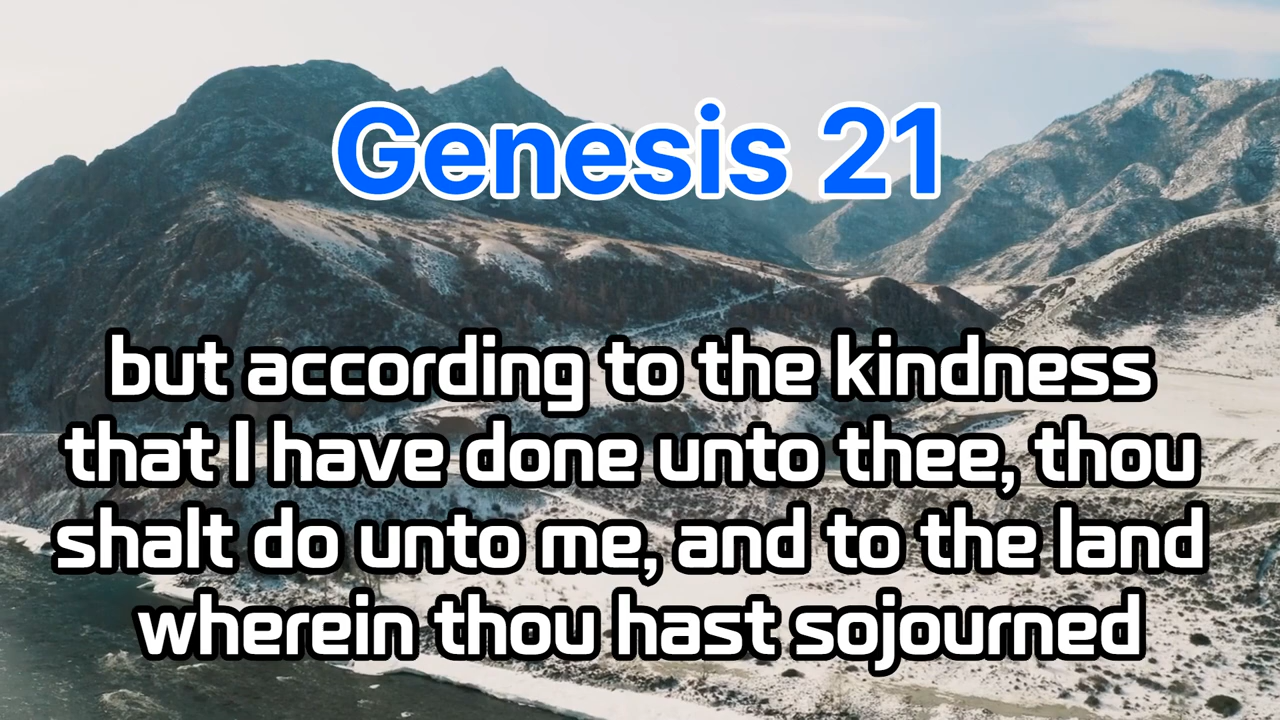 Genesis 21
but according to the kindness
that I have done unto thee, thou
shalt do unto me, and to the land
wherein thou hast sojourned